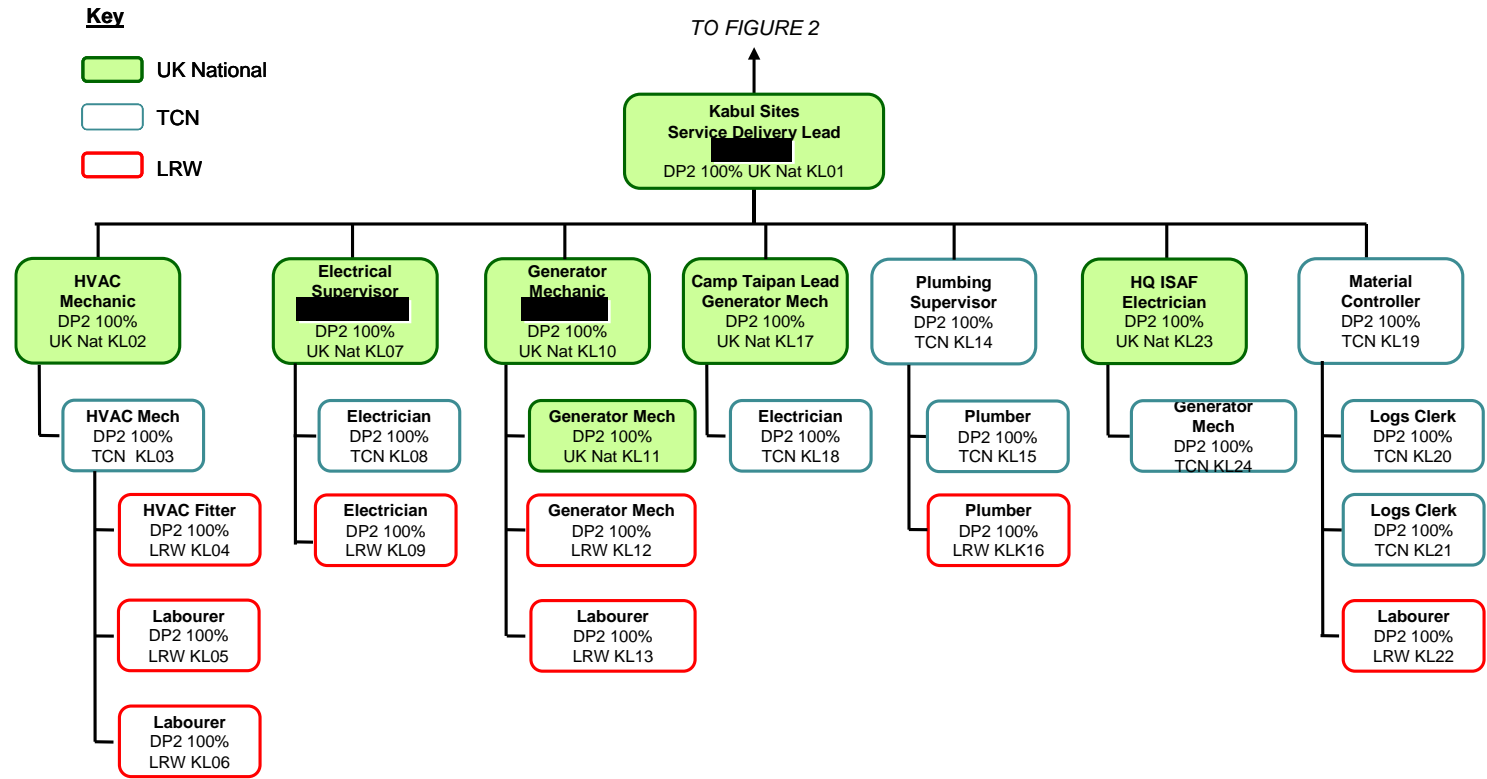 Key
UK National
TCN
LRW
TO FIGURE 2
Kabul Sites
Service Delivery Lead
DP2 100% UK Nat KL01
HVAC
Mechanic
DP2 100%
UK Nat KL02
Electrical
Supervisor
DP2 100%
UK Nat KL07
Generator
Mechanic
DP2 100%
UK Nat KL10
Camp Taipan Lead
Generator Mech
DP2 100%
UK Nat KL17
Plumbing
Supervisor
DP2 100%
TCN KL14
HQ ISAF
Electrician
DP2 100%
UK Nat KL23
Material
Controller
DP2 100%
TCN KL19
HVAC Mech
DP2 100%
TCN KL03
Electrician
DP2 100%
TCN KL08
Generator Mech
DP2 100%
UK Nat KL11
Electrician
DP2 100%
TCN KL18
Plumber
DP2 100%
TCN KL15
Generator
Mech
DP2 100%
TCN KL24
Logs Clerk
DP2 100%
TCN KL20
HVAC Fitter
DP2 100%
LRW KL04
Electrician
DP2 100%
LRW KL09
Generator Mech
DP2 100%
LRW KL12
Plumber
DP2 100%
LRW KLK16
Logs Clerk
DP2 100%
TCN KL21
Labourer
DP2 100%
LRW KL05
Labourer
DP2 100%
LRW KL13
Labourer
DP2 100%
LRW KL22
Labourer
DP2 100%
LRW KL06